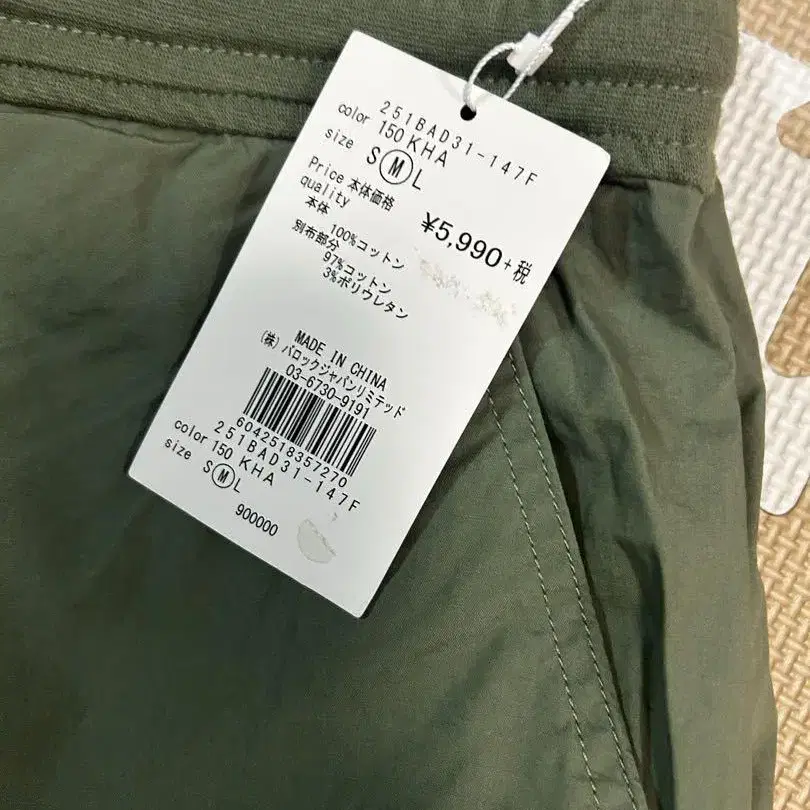 251BAD31-147F
color 150 KHA
size S M L
Price 本体価格 ¥5,990+税
quality
本体
100%コットン
別布部分
97%コットン
3%ポリウレタン
MADE IN CHINA
(株)バロックジャパンリミテッド
03-6730-9191
6042518357270
251BAD31-147F
color 150 KHA
size S M L
900000